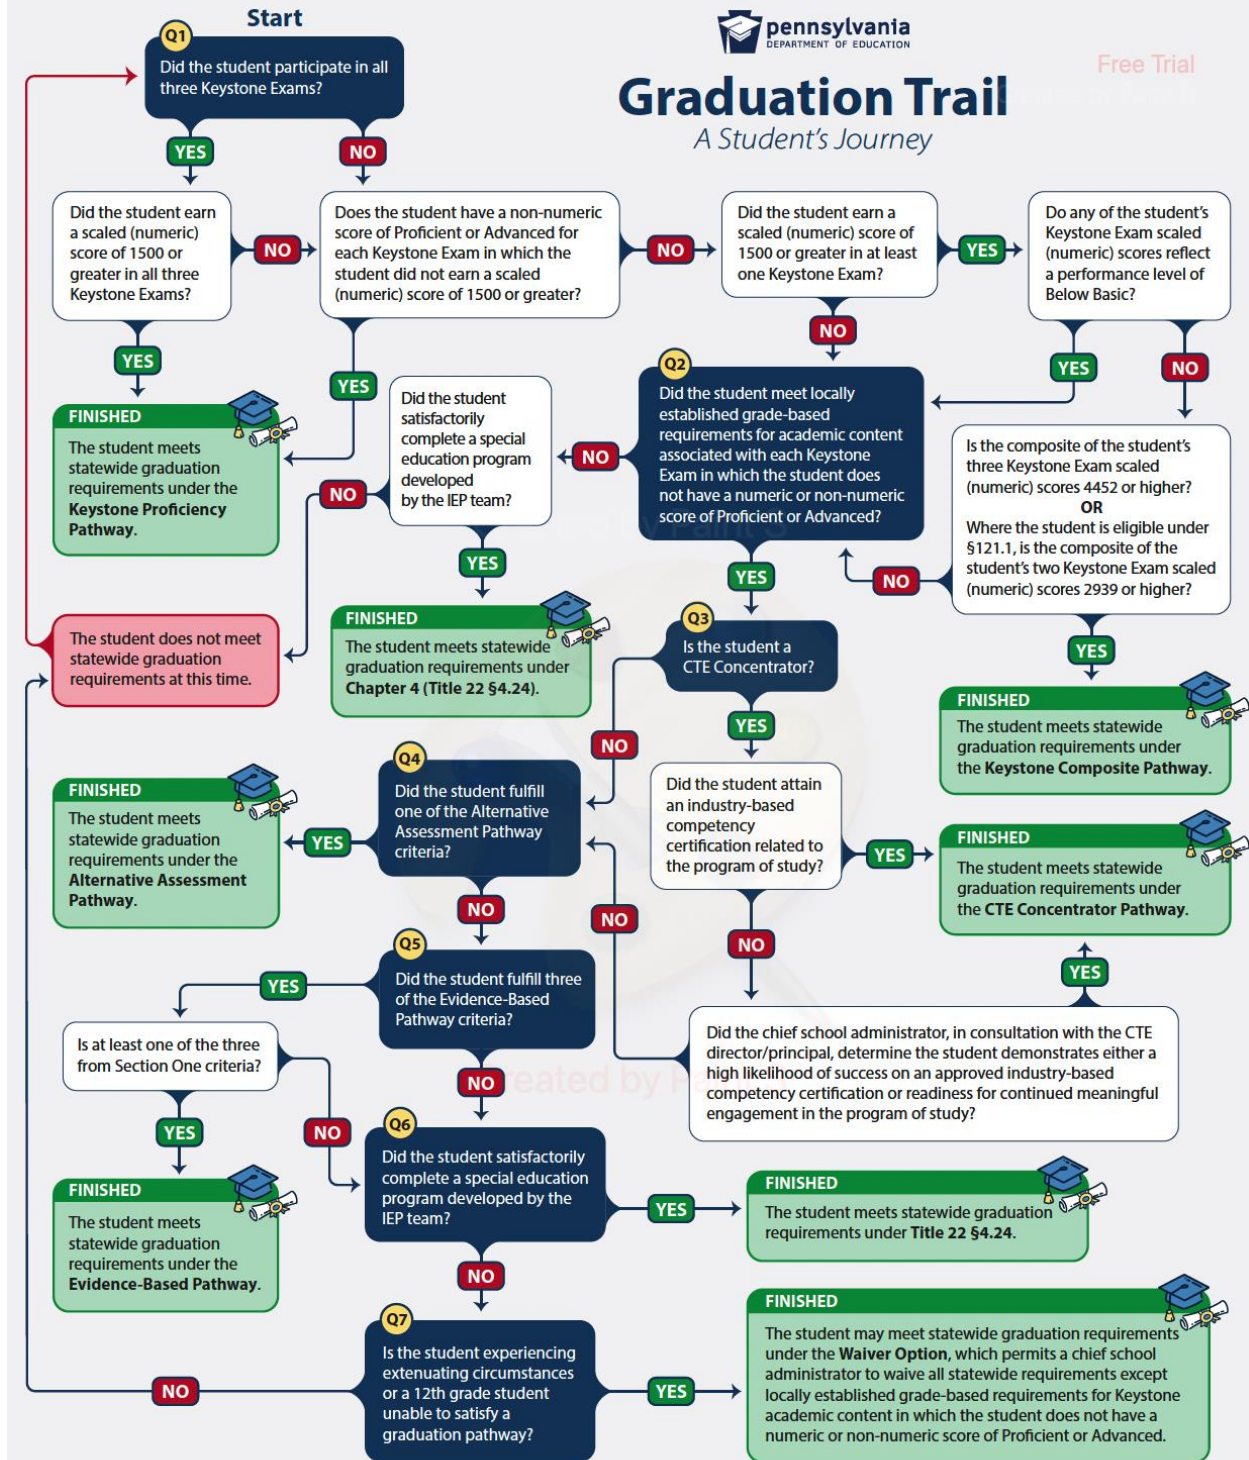 Start
pennsylvania
DEPARTMENT OF EDUCATION
Free Trial
Graduation Trail
A Student's Journey
Q1
Did the student participate in all
three Keystone Exams?
YES
NO
Did the student earn
a scaled (numeric)
score of 1500 or
greater in all three
Keystone Exams?
NO
Does the student have a non-numeric
score of Proficient or Advanced for
each Keystone Exam in which the
student did not earn a scaled
(numeric) score of 1500 or greater?
NO
Did the student earn a
scaled (numeric) score of
1500 or greater in at least
one Keystone Exam?
YES
Do any of the student's
Keystone Exam scaled
(numeric) scores reflect
a performance level of
Below Basic?
YES
YES
NO
YES
NO
FINISHED
The student meets
statewide graduation
requirements under the
Keystone Proficiency
Pathway.
Did the student
satisfactorily
complete a special
education program
developed
by the IEP team?
NO
YES
NO
Q2
Did the student meet locally
established grade-based
requirements for academic content
associated with each Keystone
Exam in which the student does
not have a numeric or non-numeric
score of Proficient or Advanced?
YES
NO
Is the composite of the student's
three Keystone Exam scaled
(numeric) scores 4452 or higher?
OR
Where the student is eligible under
§121.1, is the composite of the
student's two Keystone Exam scaled
(numeric) scores 2939 or higher?
YES
The student does not meet
statewide graduation
requirements at this time.
FINISHED
The student meets statewide
graduation requirements under
Chapter 4 (Title 22 §4.24).
Q3
Is the student a
CTE Concentrator?
NO
YES
FINISHED
The student meets statewide
graduation requirements under
the Keystone Composite Pathway.
FINISHED
The student meets
statewide graduation
requirements under the
Alternative Assessment
Pathway.
YES
Q4
Did the student fulfill
one of the Alternative
Assessment Pathway
criteria?
NO
NO
Did the student attain
an industry-based
competency
certification related to
the program of study?
YES
NO
FINISHED
The student meets statewide
graduation requirements under
the CTE Concentrator Pathway.
YES
Q5
Did the student fulfill three
of the Evidence-Based
Pathway criteria?
YES
NO
Is at least one of the three
from Section One criteria?
YES
NO
Did the chief school administrator, in consultation with the CTE
director/principal, determine the student demonstrates either a
high likelihood of success on an approved industry-based
competency certification or readiness for continued meaningful
engagement in the program of study?
Q6
Did the student satisfactorily
complete a special education
program developed by the
IEP team?
YES
NO
FINISHED
The student meets statewide graduation
requirements under Title 22 §4.24.
FINISHED
The student meets
statewide graduation
requirements under the
Evidence-Based Pathway.
Q7
Is the student experiencing
extenuating circumstances
or a 12th grade student
unable to satisfy a
graduation pathway?
NO
YES
FINISHED
The student may meet statewide graduation requirements
under the Waiver Option, which permits a chief school
administrator to waive all statewide requirements except
locally established grade-based requirements for Keystone
academic content in which the student does not have a
numeric or non-numeric score of Proficient or Advanced.